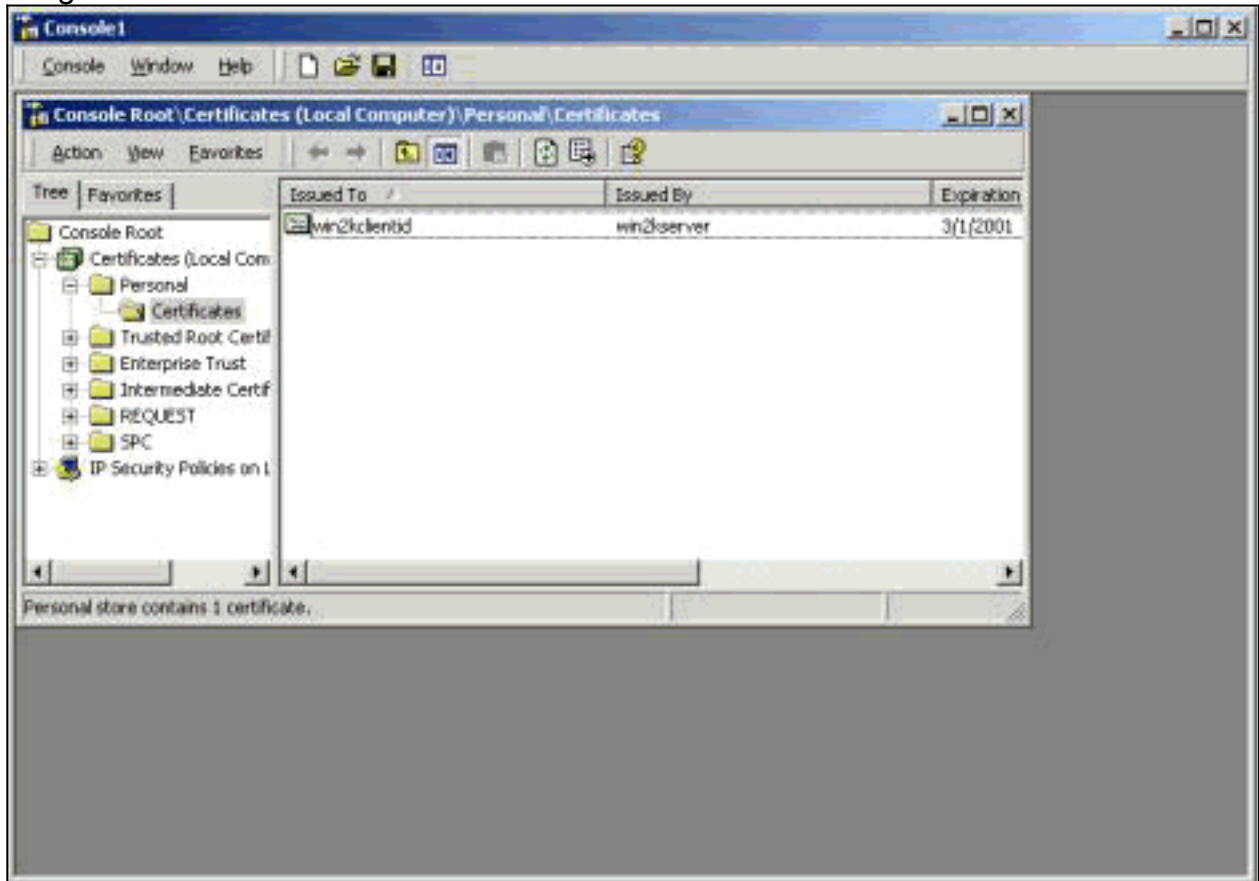 Console1
Console Window Help
Console Root\Certificates (Local Computer)\Personal\Certificates
Action View Favorites
Tree Favorites
Issued To Issued By Expiration
win2kclientid win2kserver 3/1/2001
Console Root
Certificates (Local Com
Personal
Certificates
Trusted Root Certif
Enterprise Trust
Intermediate Certif
REQUEST
SPC
IP Security Policies on L
Personal store contains 1 certificate.